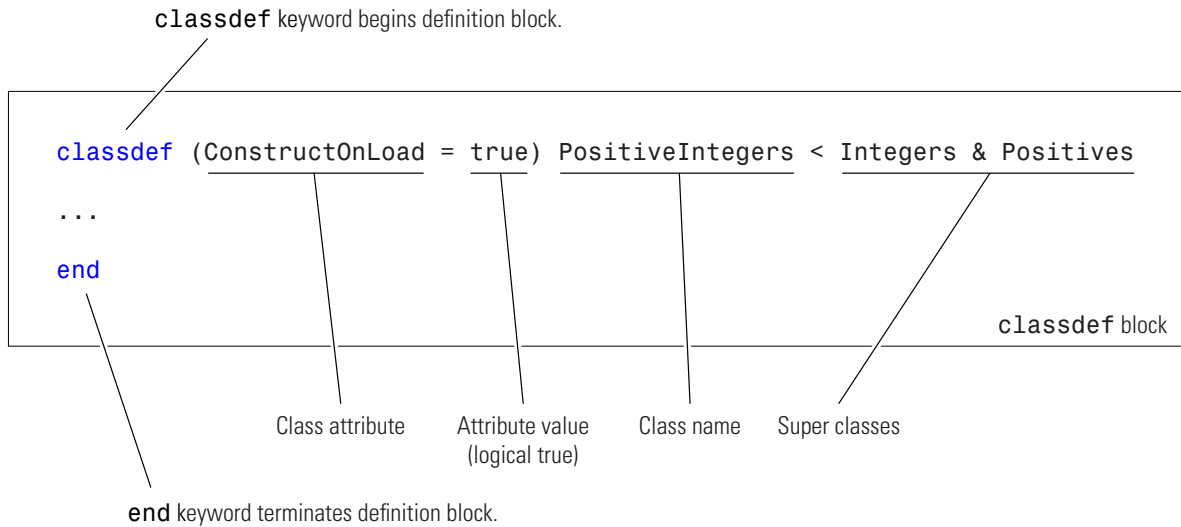 classdef keyword begins definition block.
classdef (ConstructOnLoad = true) PositiveIntegers < Integers & Positives
...
end
classdef block
Class attribute
Attribute value
(logical true)
Class name
Super classes
end keyword terminates definition block.